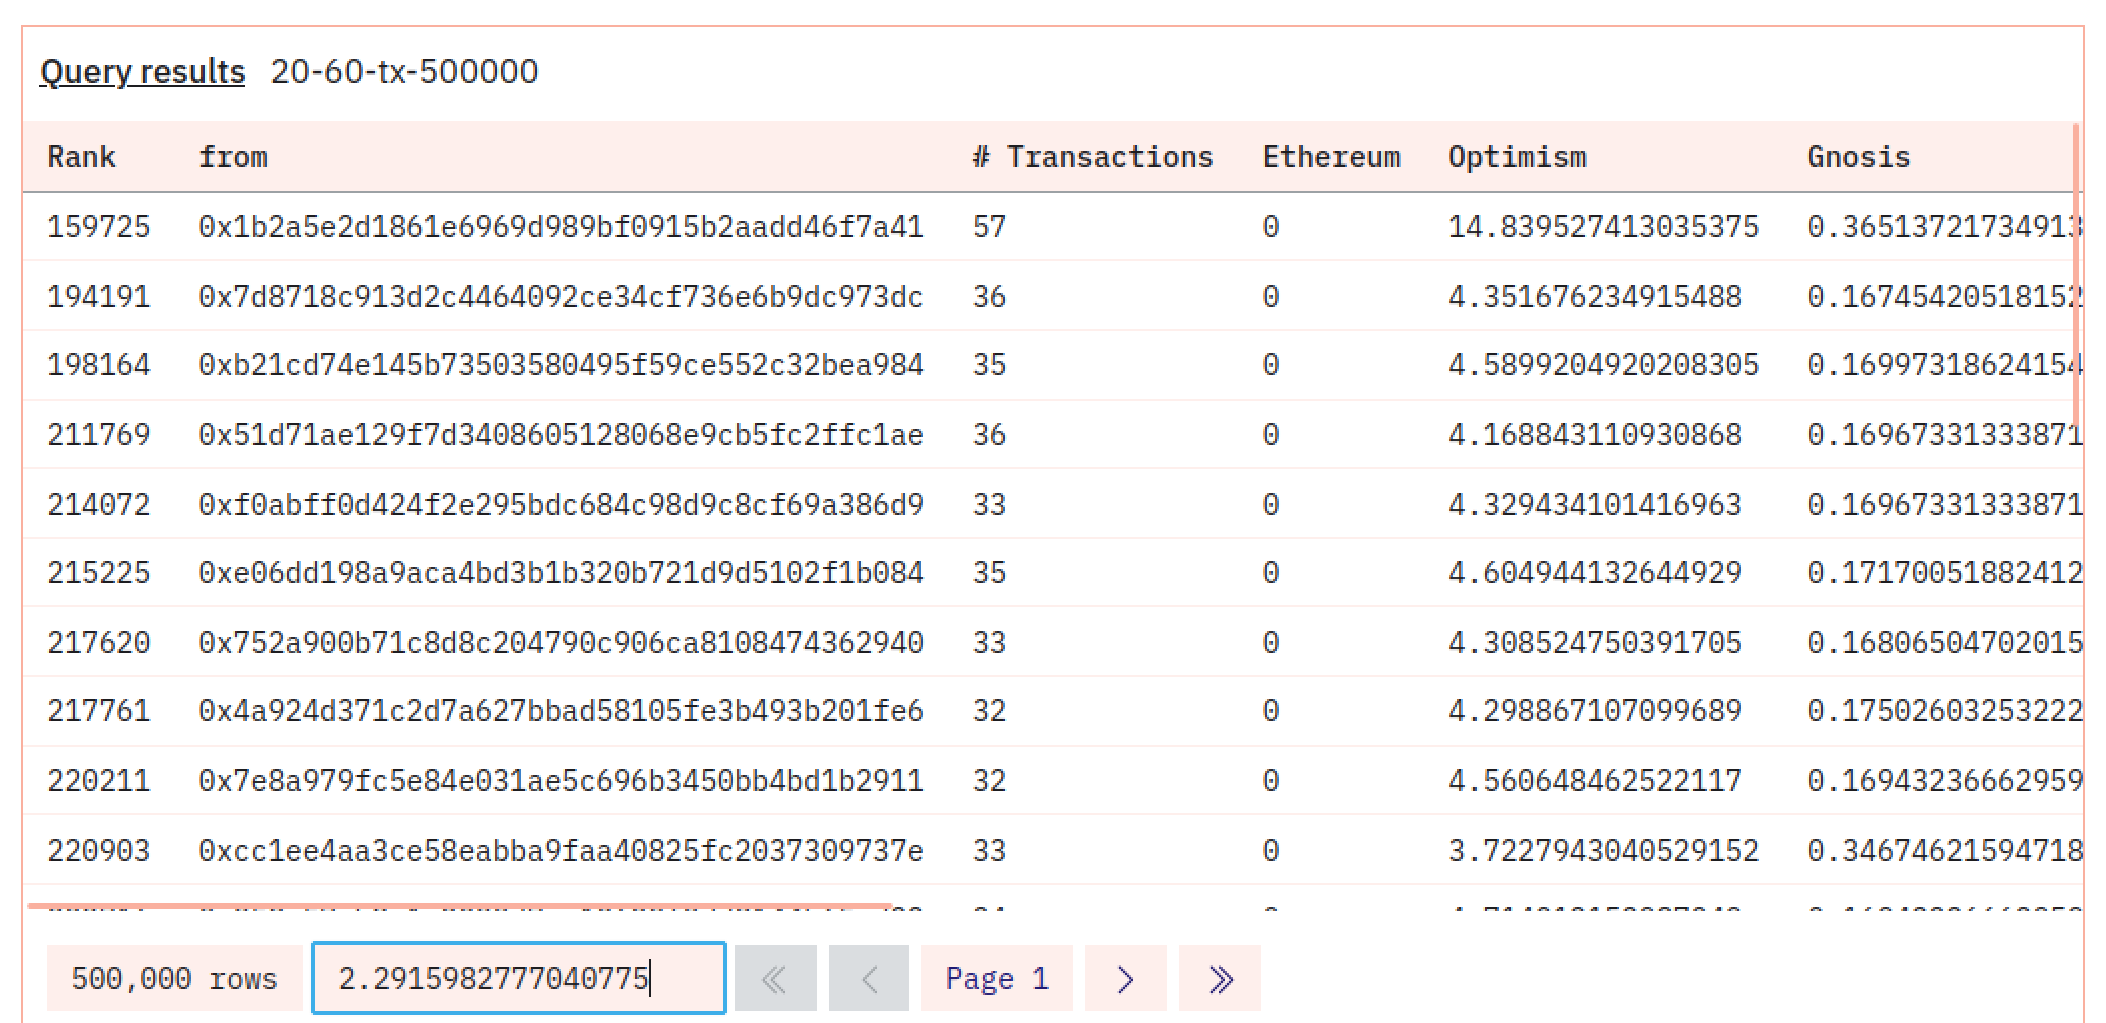 Query results 20-60-tx-500000
Rank from # Transactions Ethereum Optimism Gnosis
159725 0x1b2a5e2d1861e6969d989bf0915b2aadd46f7a41 57 0 14.839527413035375 0.36513721734913
194191 0x7d8718c913d2c4464092ce34cf736e6b9dc973dc 36 0 4.351676234915488 0.16745420518152
198164 0xb21cd74e145b73503580495f59ce552c32bea984 35 0 4.5899204920208305 0.16997318624154
211769 0x51d71ae129f7d3408605128068e9cb5fc2ffc1ae 36 0 4.168843110930868 0.16967331333871
214072 0xf0abff0d424f2e295bdc684c98d9c8cf69a386d9 33 0 4.329434101416963 0.16967331333871
215225 0xe06dd198a9aca4bd3b1b320b721d9d5102f1b084 35 0 4.604944132644929 0.17170051882412
217620 0x752a900b71c8d8c204790c906ca8108474362940 33 0 4.308524750391705 0.16806504702015
217761 0x4a924d371c2d7a627bbad58105fe3b493b201fe6 32 0 4.298867107099689 0.17502603253222
220211 0x7e8a979fc5e84e031ae5c696b3450bb4bd1b2911 32 0 4.560648462522117 0.16943236662959
220903 0xcc1ee4aa3ce58eabba9faa40825fc2037309737e 33 0 3.7227943040529152 0.34674621594718
500,000 rows 2.2915982777040775 « < Page 1 > »